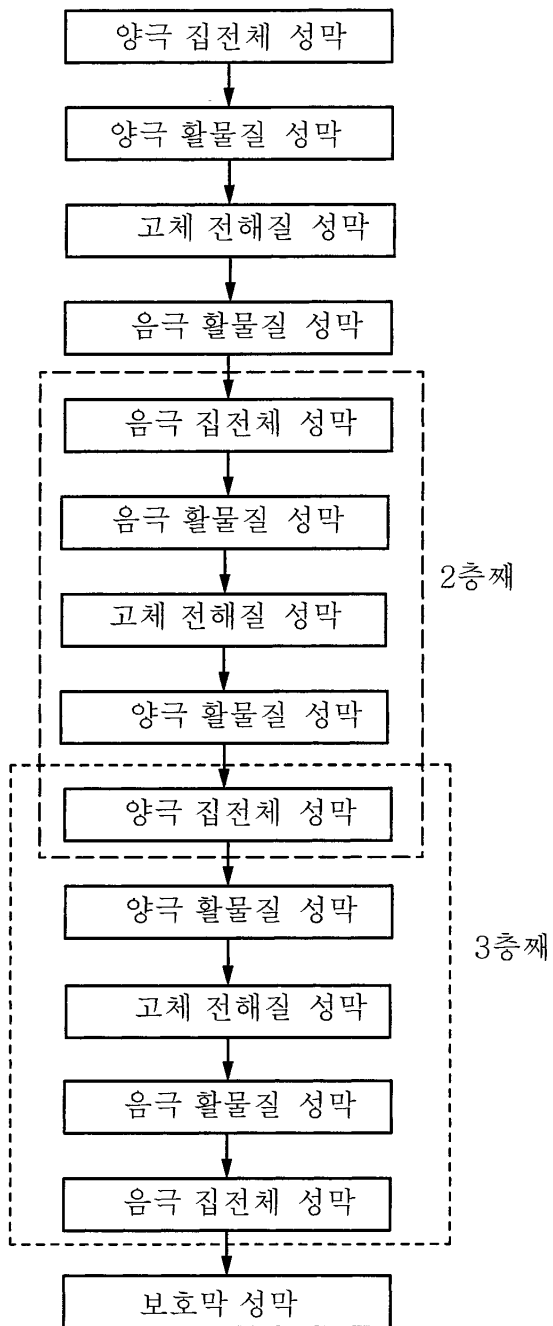 양극 집전체 성막
양극 활물질 성막
고체 전해질 성막
음극 활물질 성막
음극 집전체 성막
음극 활물질 성막
2층째
고체 전해질 성막
양극 활물질 성막
양극 집전체 성막
양극 활물질 성막
3층째
고체 전해질 성막
음극 활물질 성막
음극 집전체 성막
보호막 성막